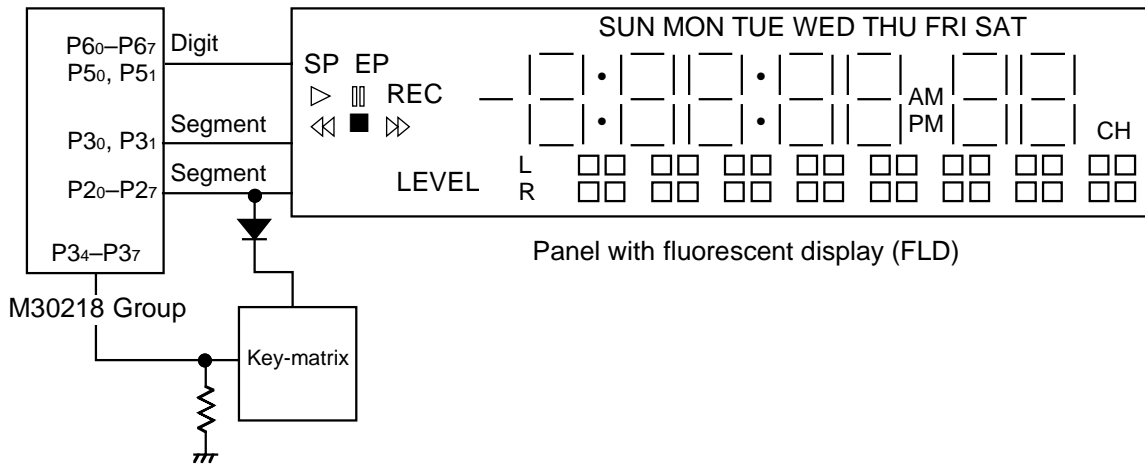 P60–P67
P50, P51
Digit
P30, P31
Segment
P20–P27
Segment
P34–P37
M30218 Group
Key-matrix
SUN MON TUE WED THU FRI SAT
SP EP
REC
AM
PM
CH
LEVEL
L
R
Panel with fluorescent display (FLD)